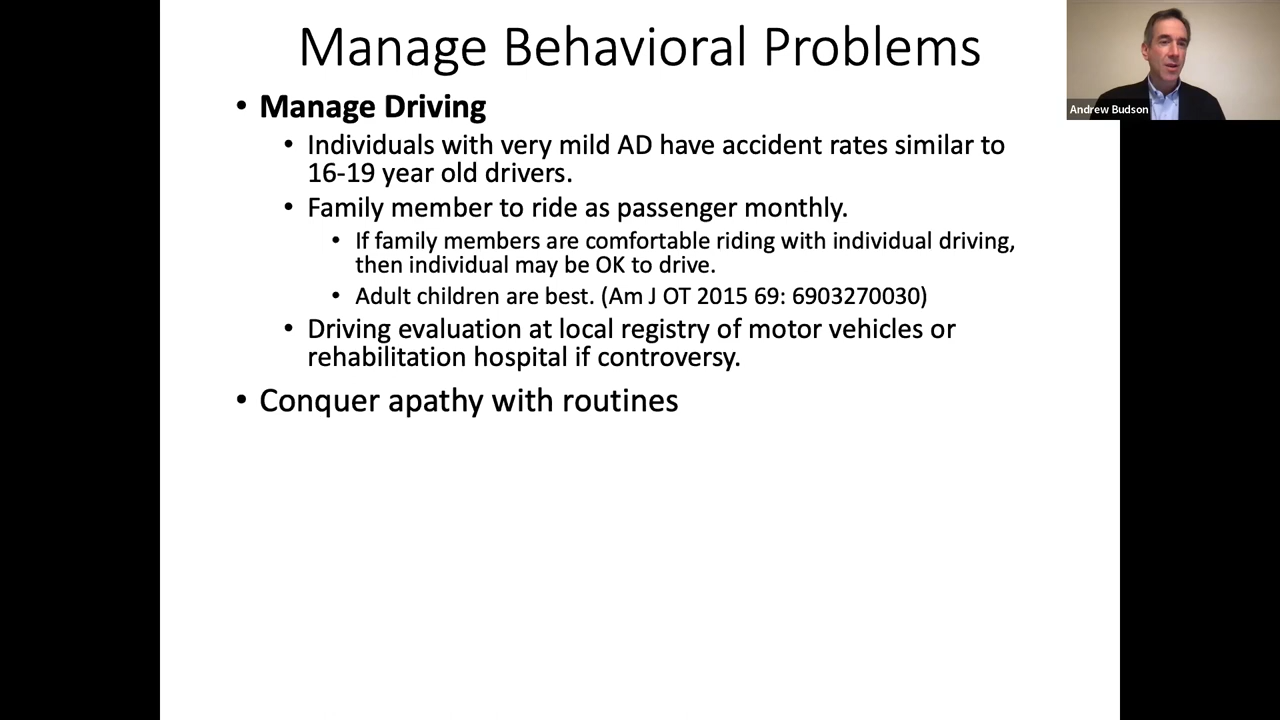 Manage Behavioral Problems
• Manage Driving
• Individuals with very mild AD have accident rates similar to
16-19 year old drivers.
• Family member to ride as passenger monthly.
• If family members are comfortable riding with individual driving,
then individual may be OK to drive.
• Adult children are best. (Am J OT 2015 69: 6903270030)
• Driving evaluation at local registry of motor vehicles or
rehabilitation hospital if controversy.
• Conquer apathy with routines
Andrew Budson